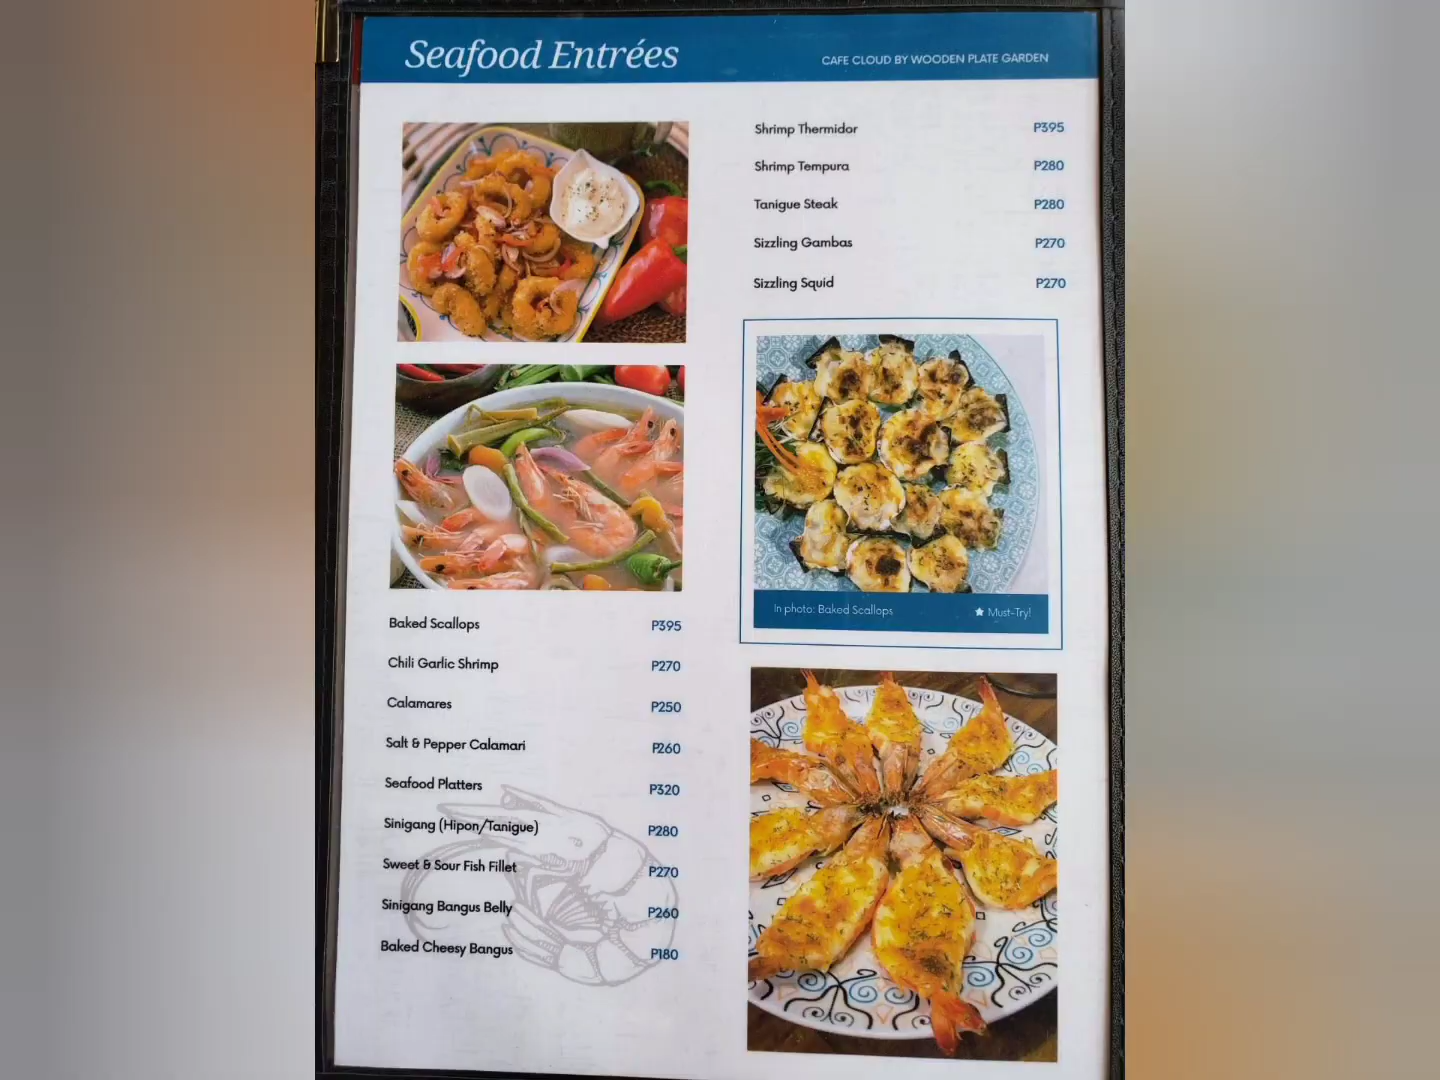 Seafood Entrées
CAFE CLOUD BY WOODEN PLATE GARDEN
Baked Scallops P395
Chili Garlic Shrimp P270
Calamares P250
Salt & Pepper Calamari P260
Seafood Platters P320
Sinigang (Hipon/Tanigue) P280
Sweet & Sour Fish Fillet P270
Sinigang Bangus Belly P260
Baked Cheesy Bangus P180
Shrimp Thermidor P395
Shrimp Tempura P280
Tanigue Steak P280
Sizzling Gambas P270
Sizzling Squid P270
In photo: Baked Scallops ★ Must-Try!